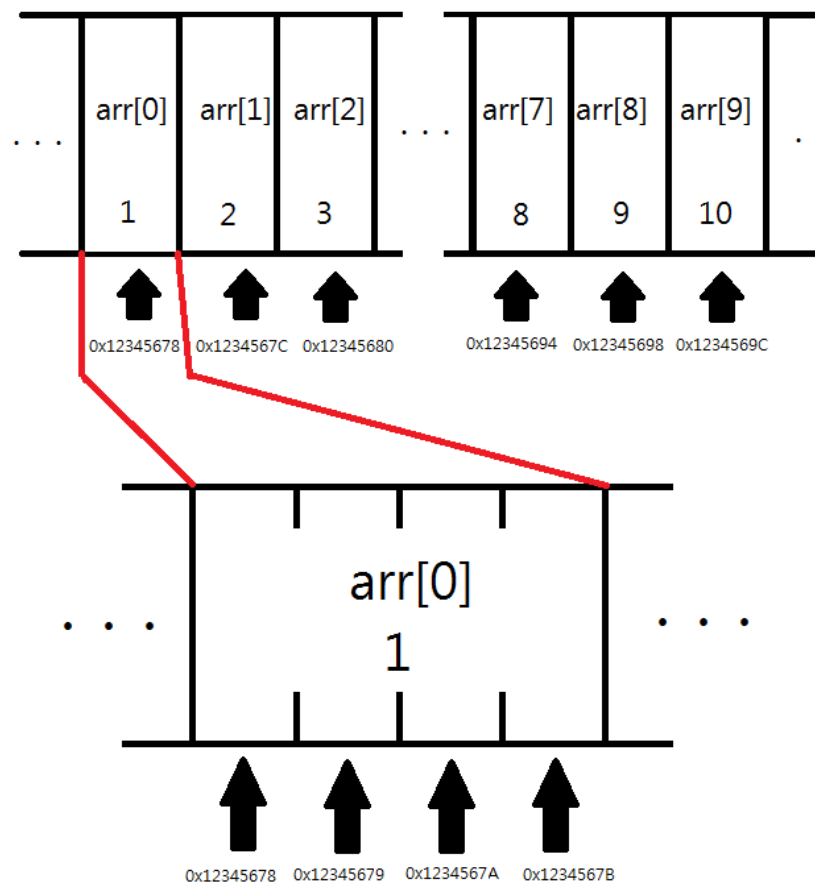 arr[0] arr[1] arr[2] . . . arr[7] arr[8] arr[9]
. . . .
1 2 3 8 9 10
0x12345678 0x1234567C 0x12345680 0x12345694 0x12345698 0x1234569C
arr[0]
. . . 1 . . .
0x12345678 0x12345679 0x1234567A 0x1234567B